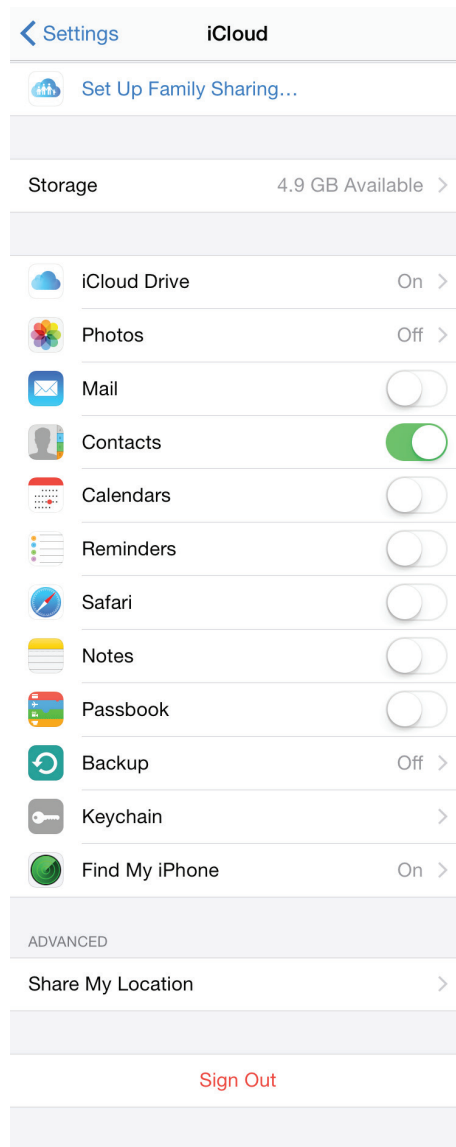 Settings iCloud
Set Up Family Sharing…
Storage 4.9 GB Available
iCloud Drive On
Photos Off
Mail
Contacts
Calendars
Reminders
Safari
Notes
Passbook
Backup Off
Keychain
Find My iPhone On
ADVANCED
Share My Location
Sign Out